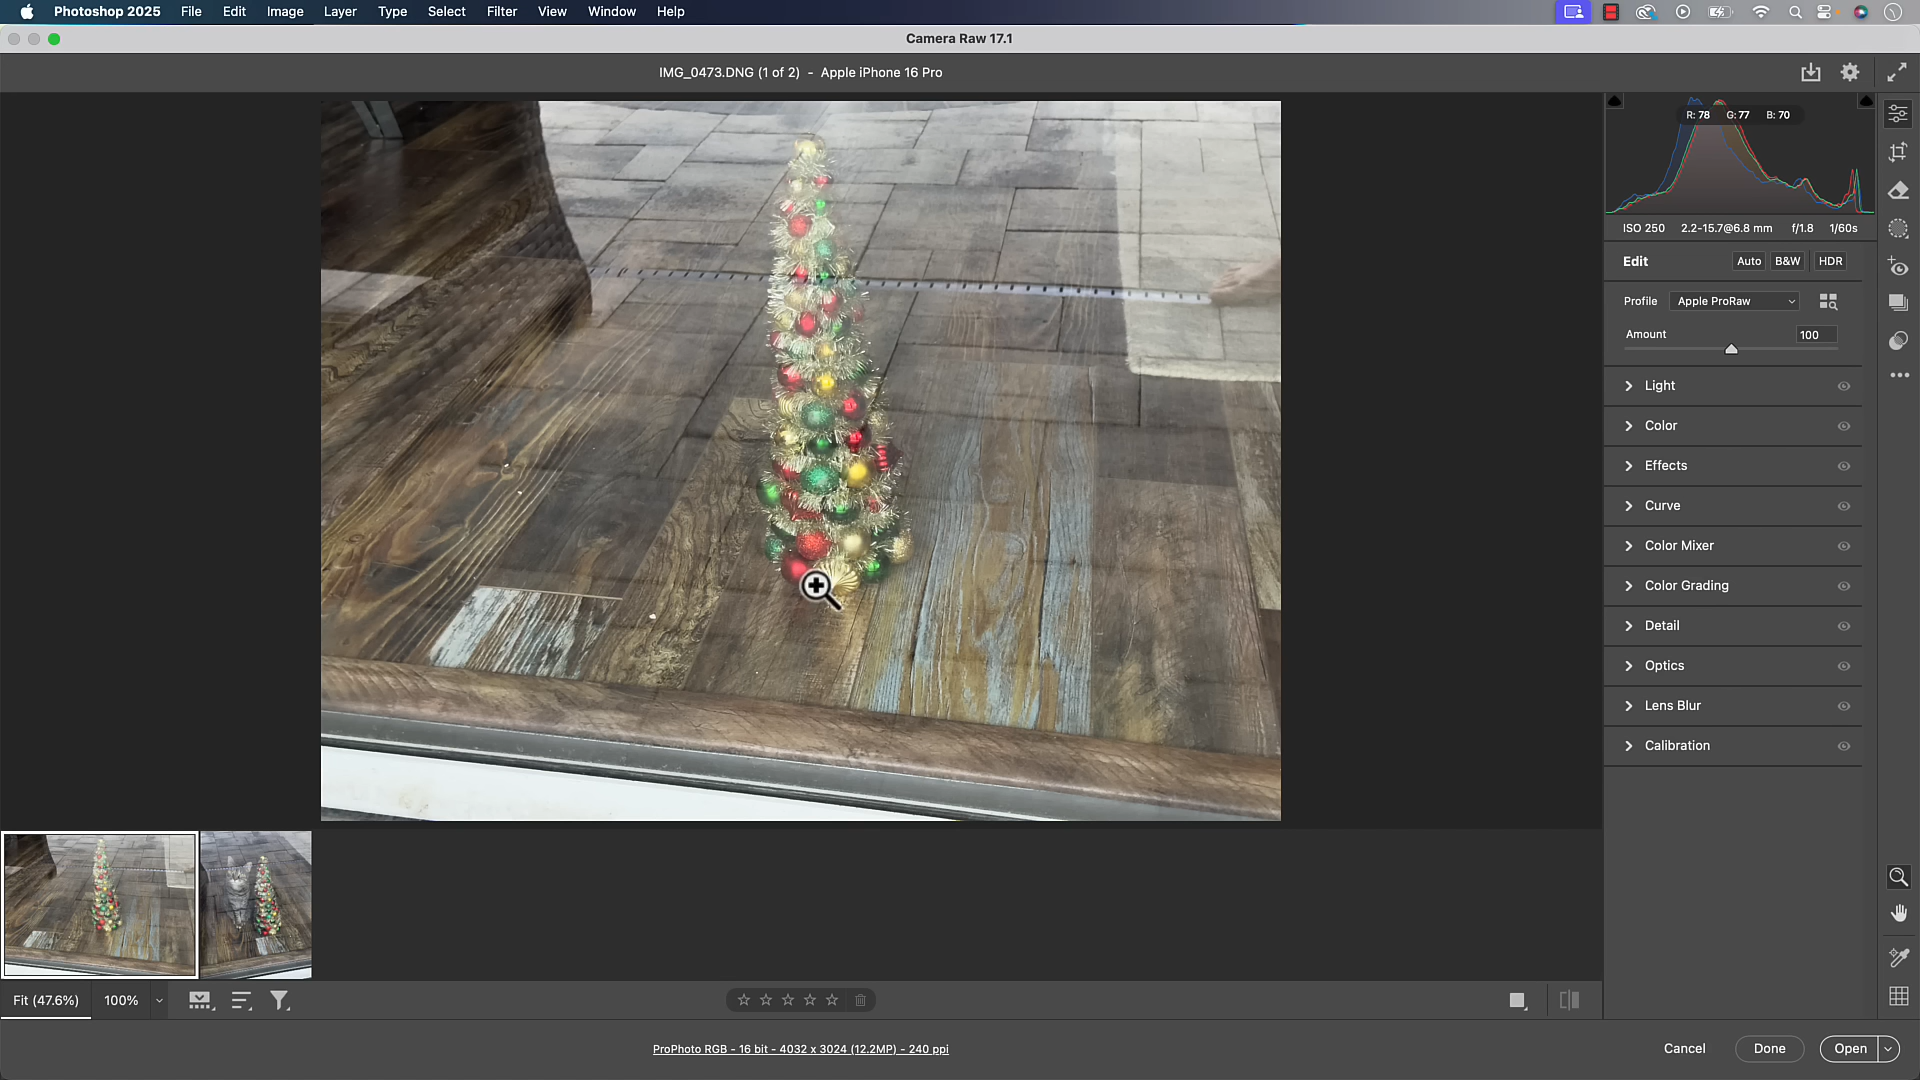 Photoshop 2025 File Edit Image Layer Type Select Filter View Window Help
Camera Raw 17.1
IMG_0473.DNG (1 of 2) - Apple iPhone 16 Pro
R: 78 G: 77 B: 70
ISO 250 2.2-15.7@6.8 mm f/1.8 1/60s
Edit Auto B&W HDR
Profile Apple ProRaw
Amount 100
Light
Color
Effects
Curve
Color Mixer
Color Grading
Detail
Optics
Lens Blur
Calibration
Fit (47.6%) 100%
ProPhoto RGB - 16 bit - 4032 x 3024 (12.2MP) - 240 ppi
Cancel Done Open